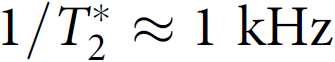 1/T₂* ≈ 1 kHz